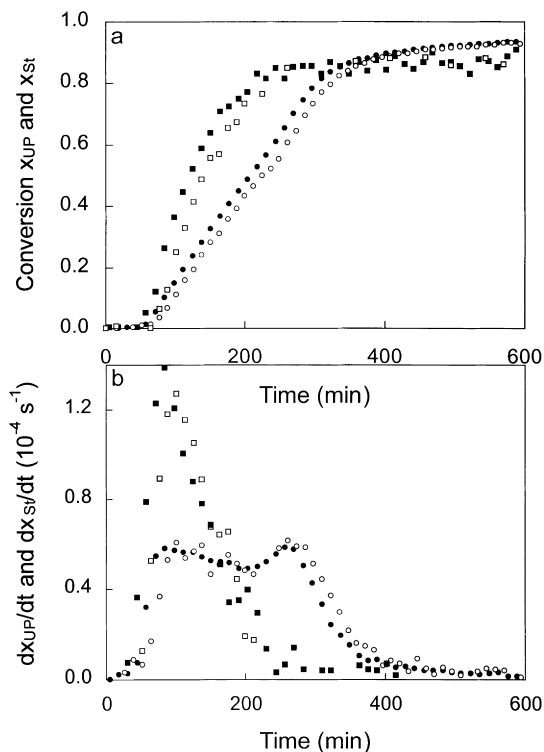 a
1.0
0.8
0.6
0.4
0.2
0.0
Conversion xUP and xSt
0 200 400 600
Time (min)
b
1.2
0.8
0.4
0.0
dxUP/dt and dxSt/dt (10⁻⁴ s⁻¹)
0 200 400 600
Time (min)